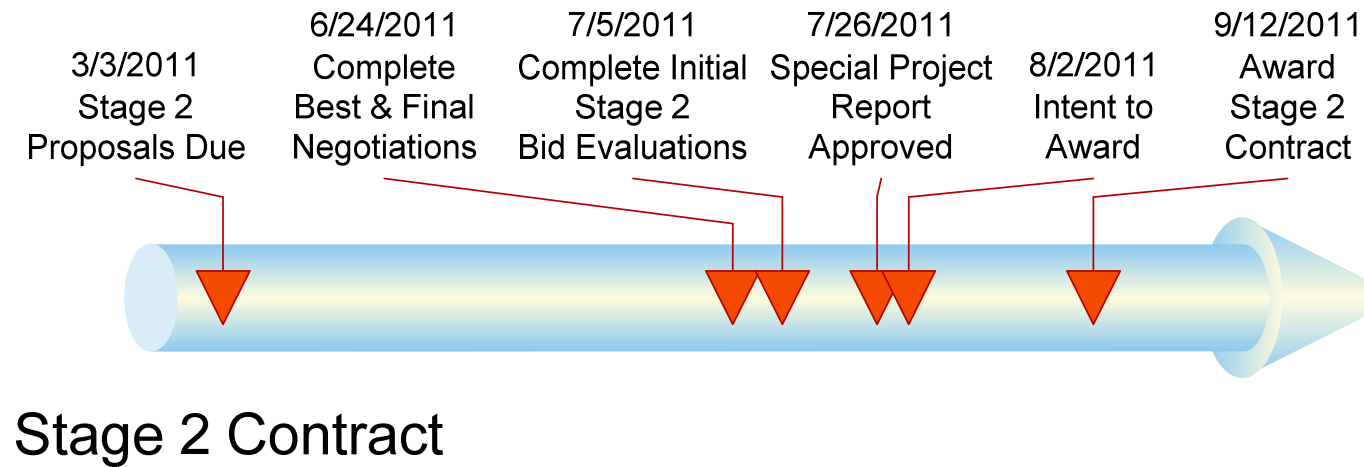 3/3/2011
Stage 2
Proposals Due
6/24/2011
Complete
Best & Final
Negotiations
7/5/2011
Complete Initial
Stage 2
Bid Evaluations
7/26/2011
Special Project
Report
Approved
8/2/2011
Intent to
Award
9/12/2011
Award
Stage 2
Contract
Stage 2 Contract